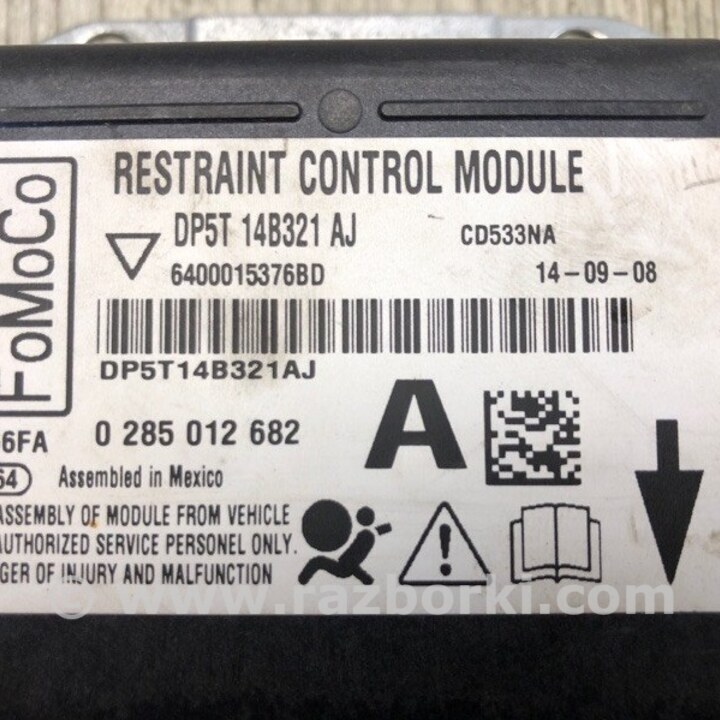 RESTRAINT CONTROL MODULE
FoMoCo
DP5T 14B321 AJ
CD533NA
6400015376BD
14-09-08
DP5T14B321AJ
6FA
0 285 012 682
A
64
Assembled in Mexico
ASSEMBLY OF MODULE FROM VEHICLE
AUTHORIZED SERVICE PERSONEL ONLY.
GER OF INJURY AND MALFUNCTION
© www.razborki.com